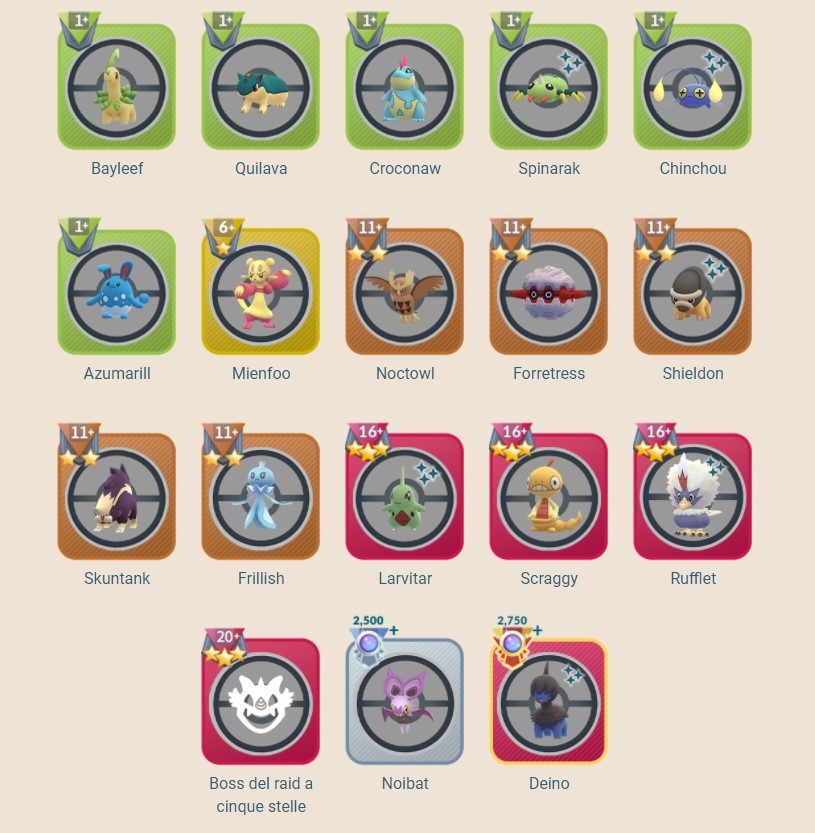 1+ 1+ 1+ 1+ 1+
Bayleef Quilava Croconaw Spinarak Chinchou
1+ 6+ 11+ 11+ 11+
Azumarill Mienfoo Noctowl Forretress Shieldon
11+ 11+ 16+ 16+ 16+
Skuntank Frillish Larvitar Scraggy Rufflet
20+ 2,500+ 2,750+
Boss del raid a Noibat Deino
cinque stelle